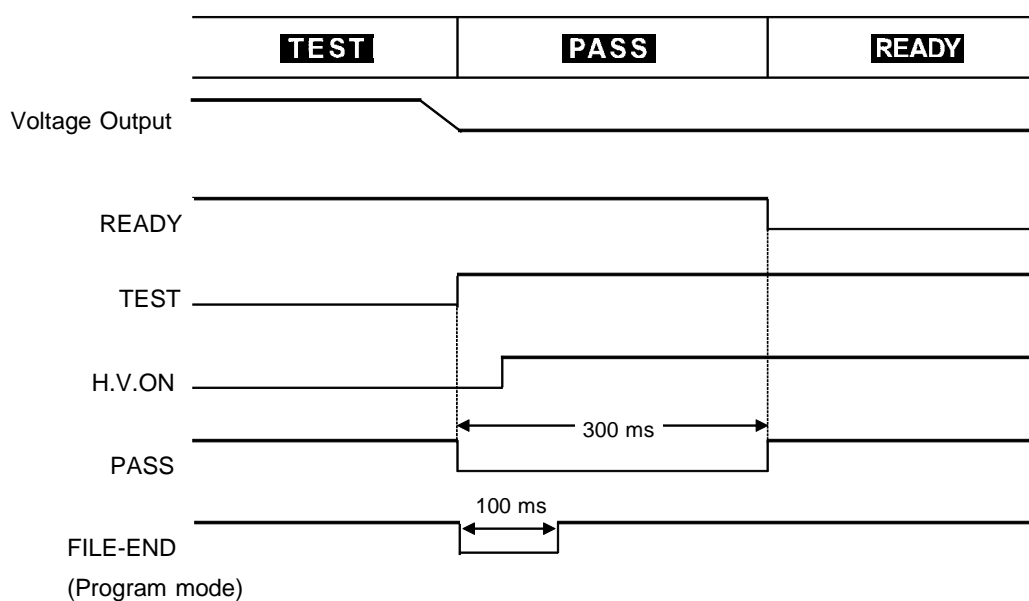 TEST PASS READY
Voltage Output
READY
TEST
H.V.ON
300 ms
PASS
100 ms
FILE-END
(Program mode)